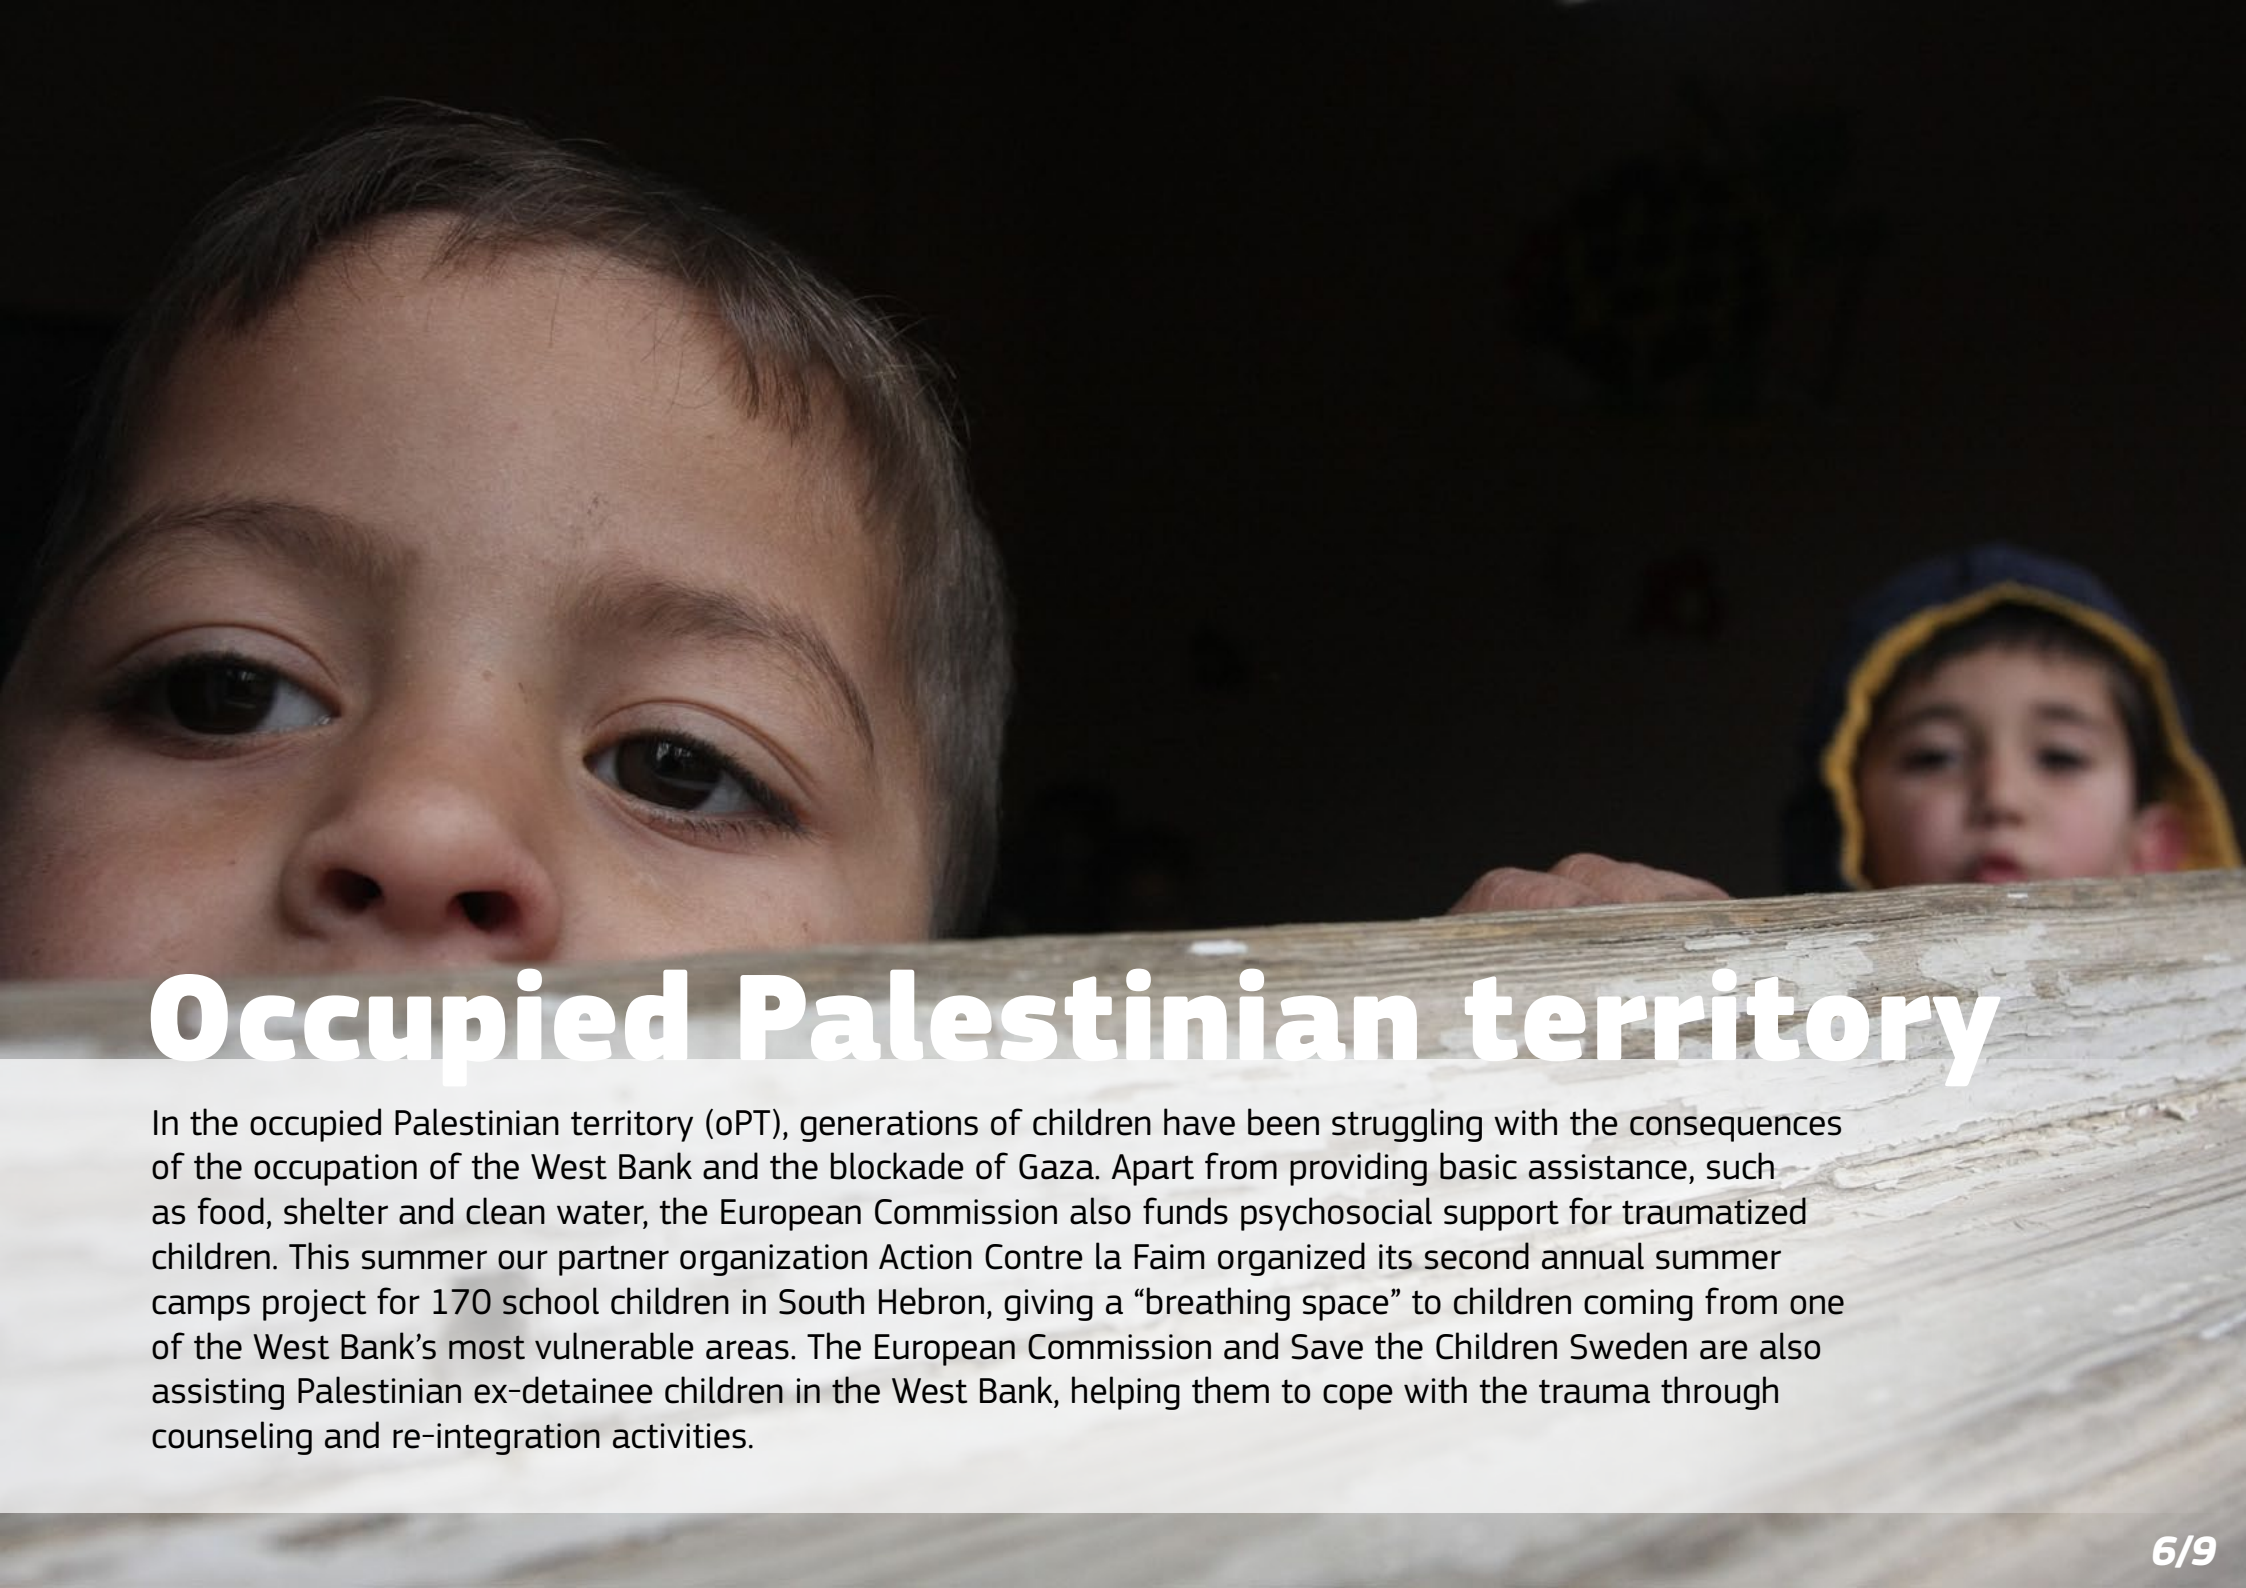 Occupied Palestinian territory
In the occupied Palestinian territory (oPT), generations of children have been struggling with the consequences
of the occupation of the West Bank and the blockade of Gaza. Apart from providing basic assistance, such
as food, shelter and clean water, the European Commission also funds psychosocial support for traumatized
children. This summer our partner organization Action Contre la Faim organized its second annual summer
camps project for 170 school children in South Hebron, giving a “breathing space” to children coming from one
of the West Bank’s most vulnerable areas. The European Commission and Save the Children Sweden are also
assisting Palestinian ex-detainee children in the West Bank, helping them to cope with the trauma through
counseling and re-integration activities.
6/9